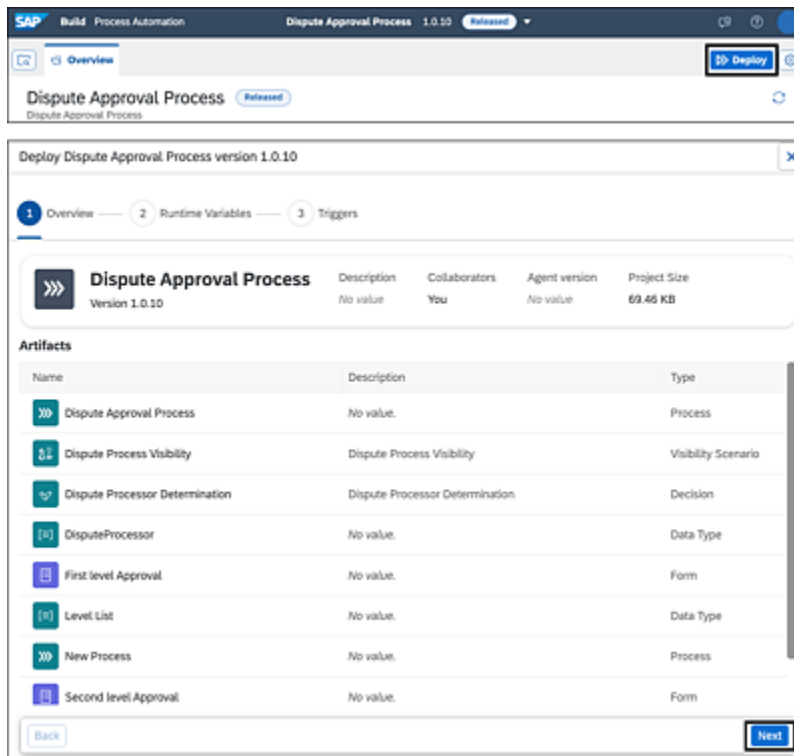 SAP Build Process Automation Dispute Approval Process 1.0.10 Released
Overview Deploy
Dispute Approval Process Released
Dispute Approval Process
Deploy Dispute Approval Process version 1.0.10
1 Overview 2 Runtime Variables 3 Triggers
Dispute Approval Process Description Collaborators Agent version Project Size
Version 1.0.10 No value You No value 69.46 KB
Artifacts
Name Description Type
Dispute Approval Process No value. Process
Dispute Process Visibility Dispute Process Visibility Visibility Scenario
Dispute Processor Determination Dispute Processor Determination Decision
DisputeProcessor No value. Data Type
First level Approval No value. Form
Level List No value. Data Type
New Process No value. Process
Second level Approval No value. Form
Back Next